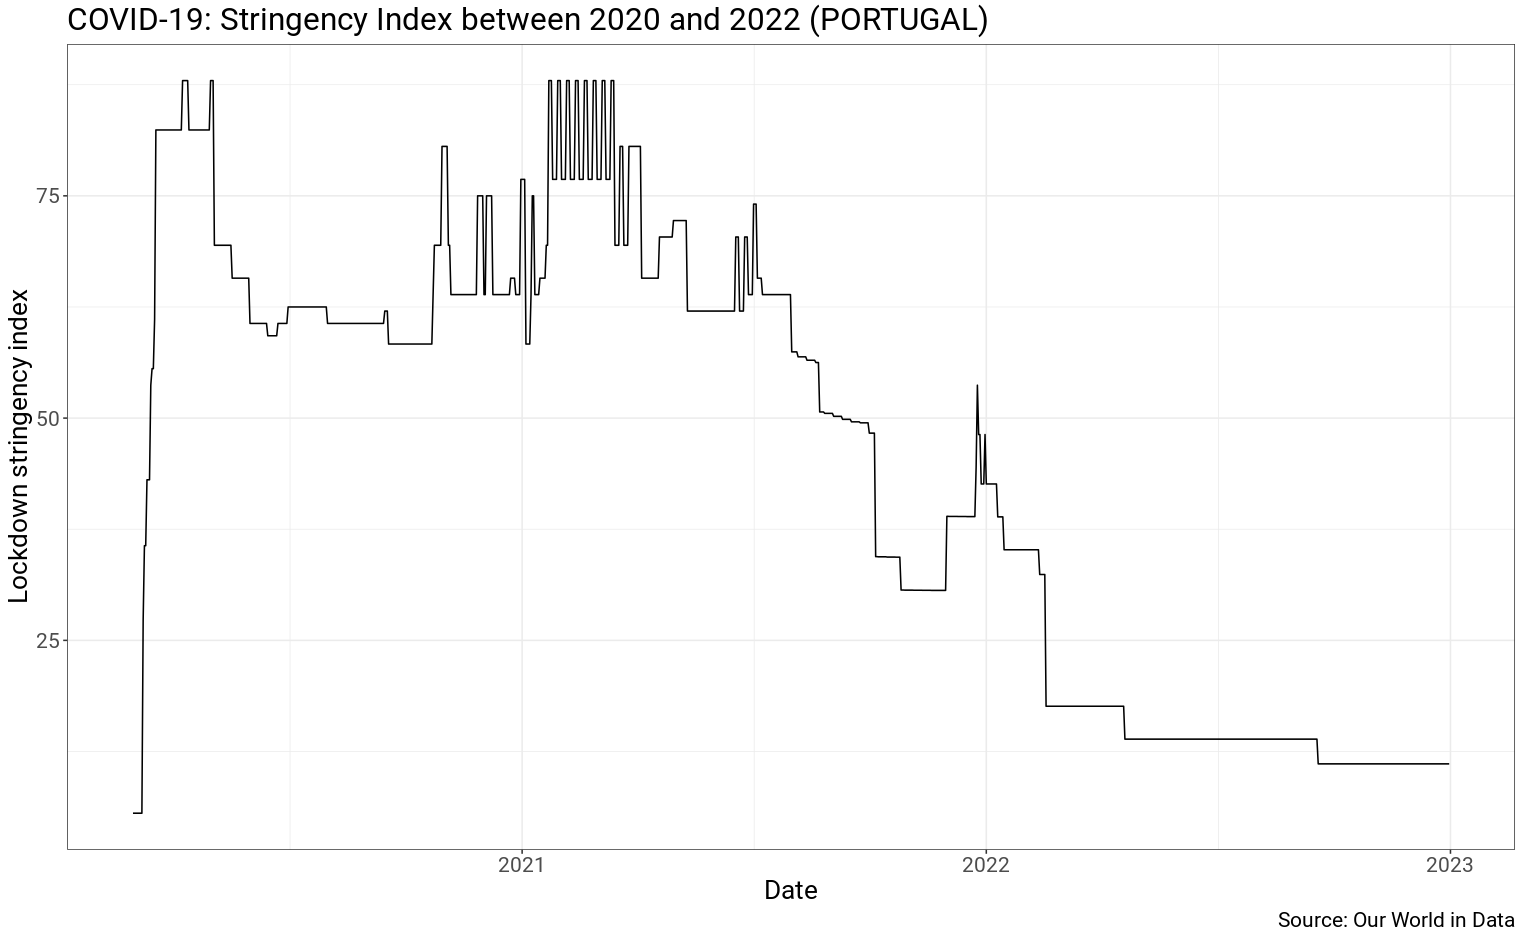 COVID-19: Stringency Index between 2020 and 2022 (PORTUGAL)
Lockdown stringency index
75
50
25
2021
2022
2023
Date
Source: Our World in Data